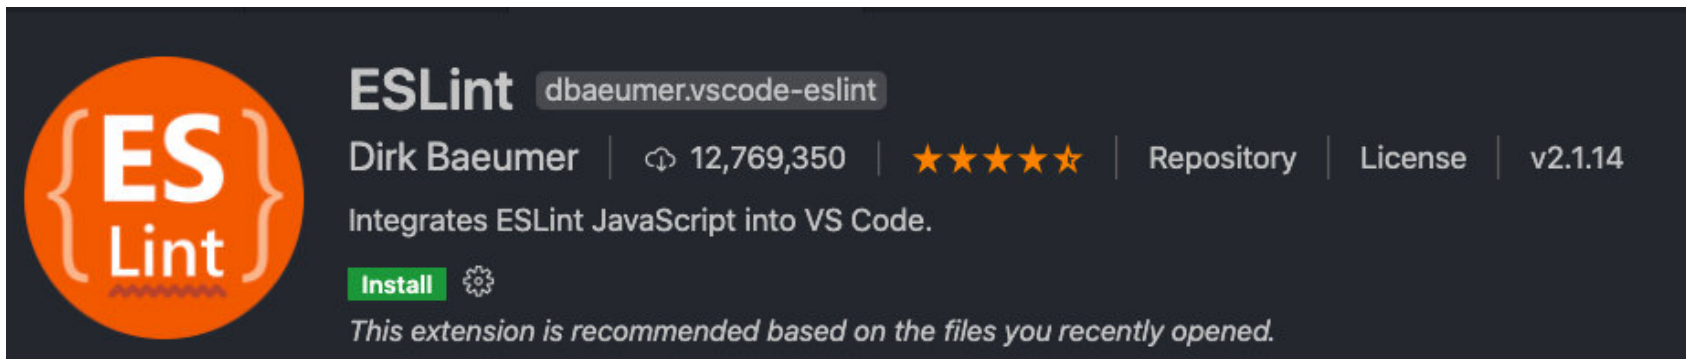 ES
Lint
ESLint dbaeumer.vscode-eslint
Dirk Baeumer 12,769,350 Repository License v2.1.14
Integrates ESLint JavaScript into VS Code.
Install
This extension is recommended based on the files you recently opened.